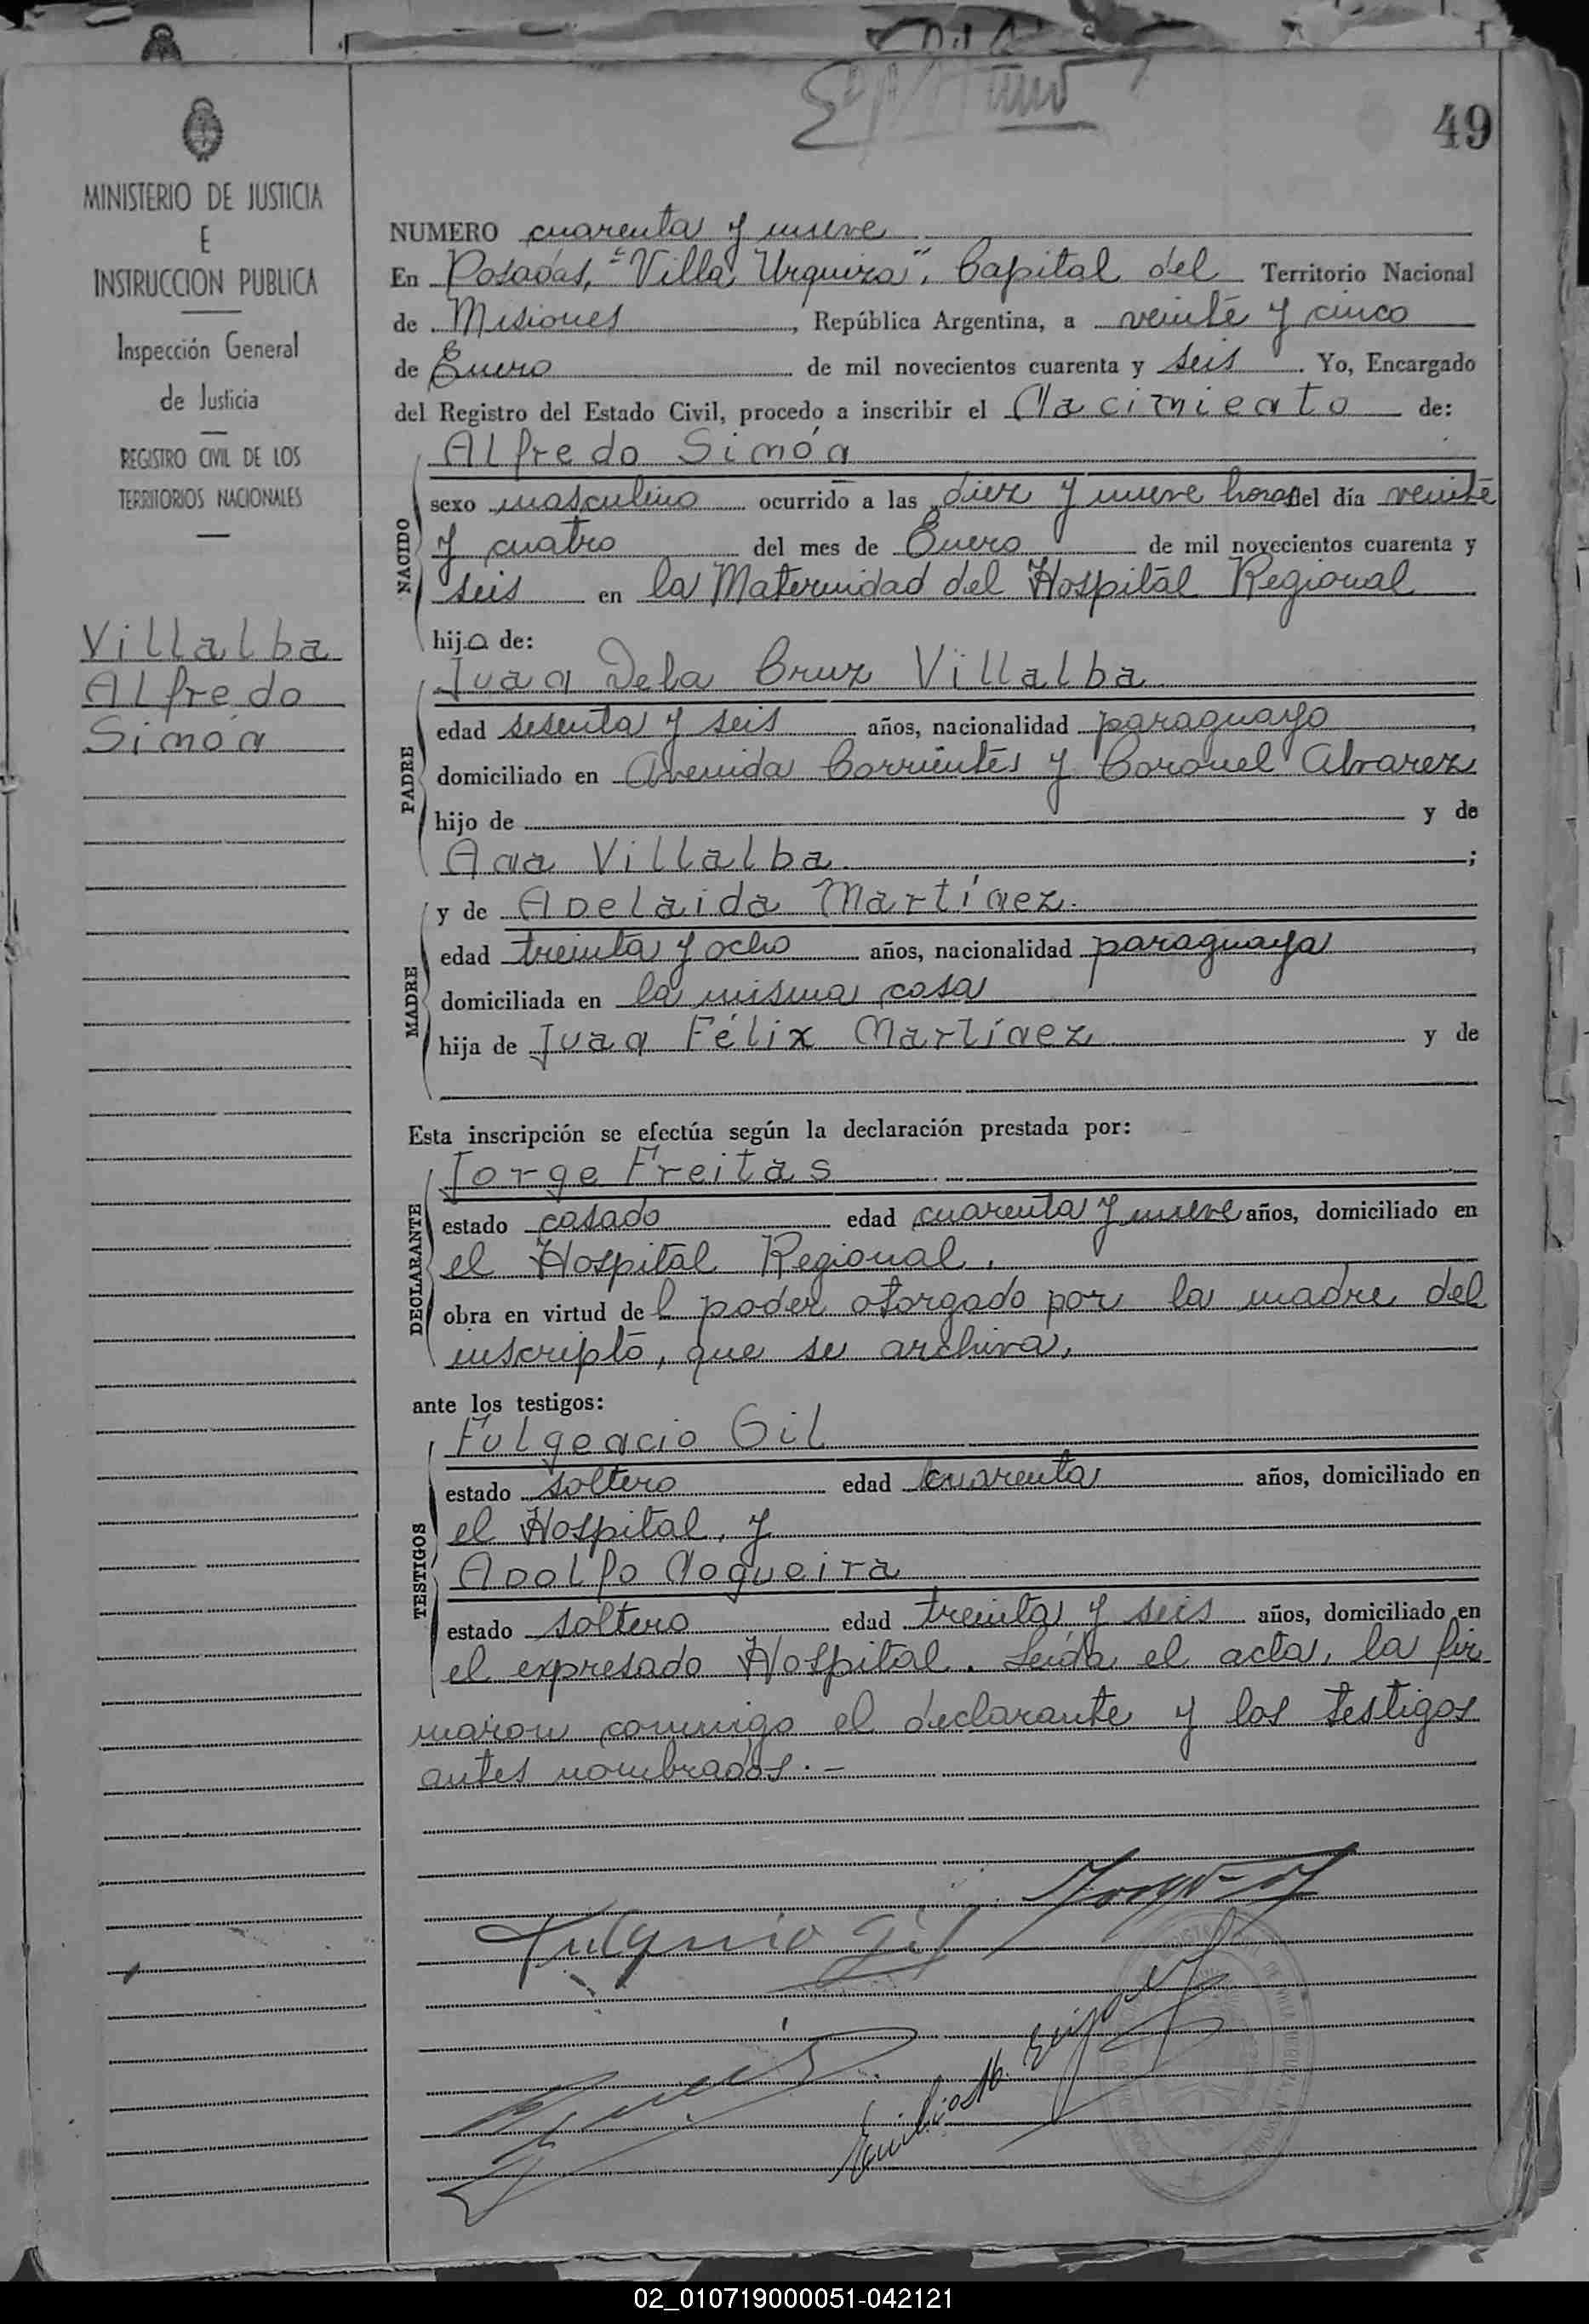 49
MINISTERIO DE JUSTICIA
E
INSTRUCCION PUBLICA
Inspección General
de Justicia
REGISTRO CIVIL DE LOS
TERRITORIOS NACIONALES
Villalba
Alfredo
Simón
NUMERO cuarenta y nueve
En Posadas, "Villa Urquiza", Capital del Territorio Nacional
de Misiones, República Argentina, a veinte y cinco
de Enero de mil novecientos cuarenta y seis. Yo, Encargado
del Registro del Estado Civil, procedo a inscribir el Nacimiento de:
NACIDO
Alfredo Simón
sexo masculino ocurrido a las diez y nueve horas del día veinte
y cuatro del mes de Enero de mil novecientos cuarenta y
seis en la Maternidad del Hospital Regional
hijo de:
PADRE
Juan Dela Cruz Villalba
edad sesenta y seis años, nacionalidad paraguayo,
domiciliado en Avenida Corrientes y Coronel Alvarez
hijo de y de
Ana Villalba ;
MADRE
y de Adelaida Martínez.
edad treinta y ocho años, nacionalidad paraguaya,
domiciliada en la misma casa
hija de Juan Félix Martínez y de
Esta inscripción se efectúa según la declaración prestada por:
DECLARANTE
Jorge Freitas
estado casado edad cuarenta y nueve años, domiciliado en
el Hospital Regional.
obra en virtud del poder otorgado por la madre del
inscripto, que se archiva.
ante los testigos:
TESTIGOS
Fulgencio Gil
estado soltero edad cuarenta años, domiciliado en
el Hospital, y
Adolfo Nogueira
estado soltero edad treinta y seis años, domiciliado en
el expresado Hospital. Leída el acta, la fir
maron conmigo el declarante y los testigos
antes nombrados.-
Fulgencio Gil
02_010719000051-042121